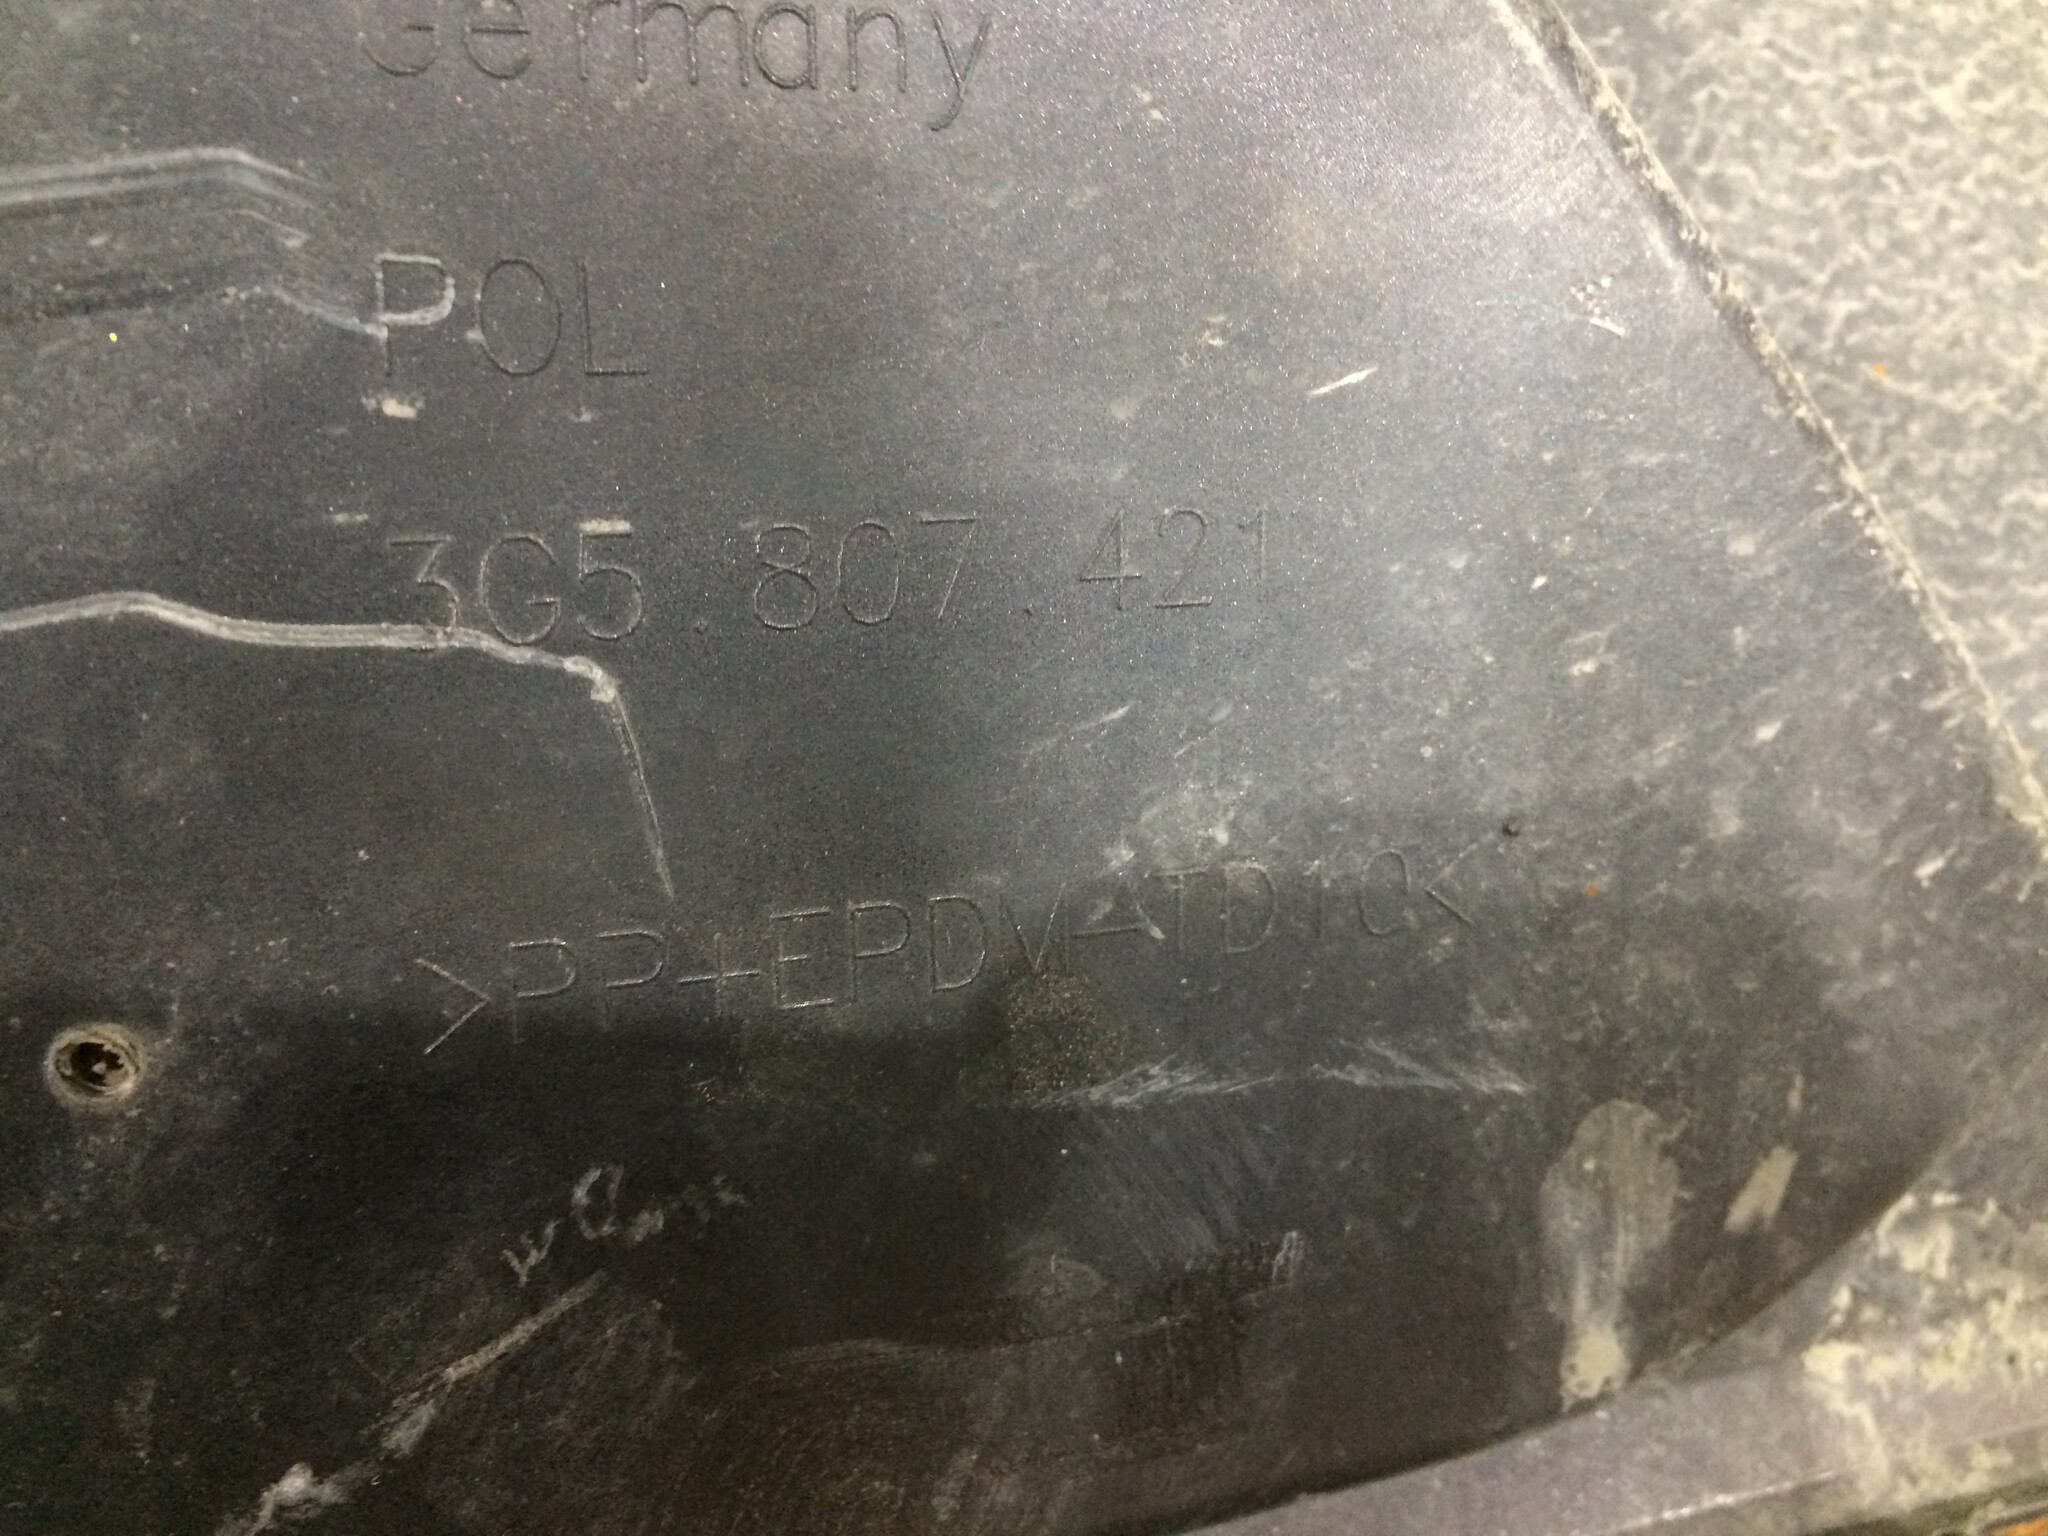 Germany
POL
3G5.807.421
>PP+EPDM-TD10<